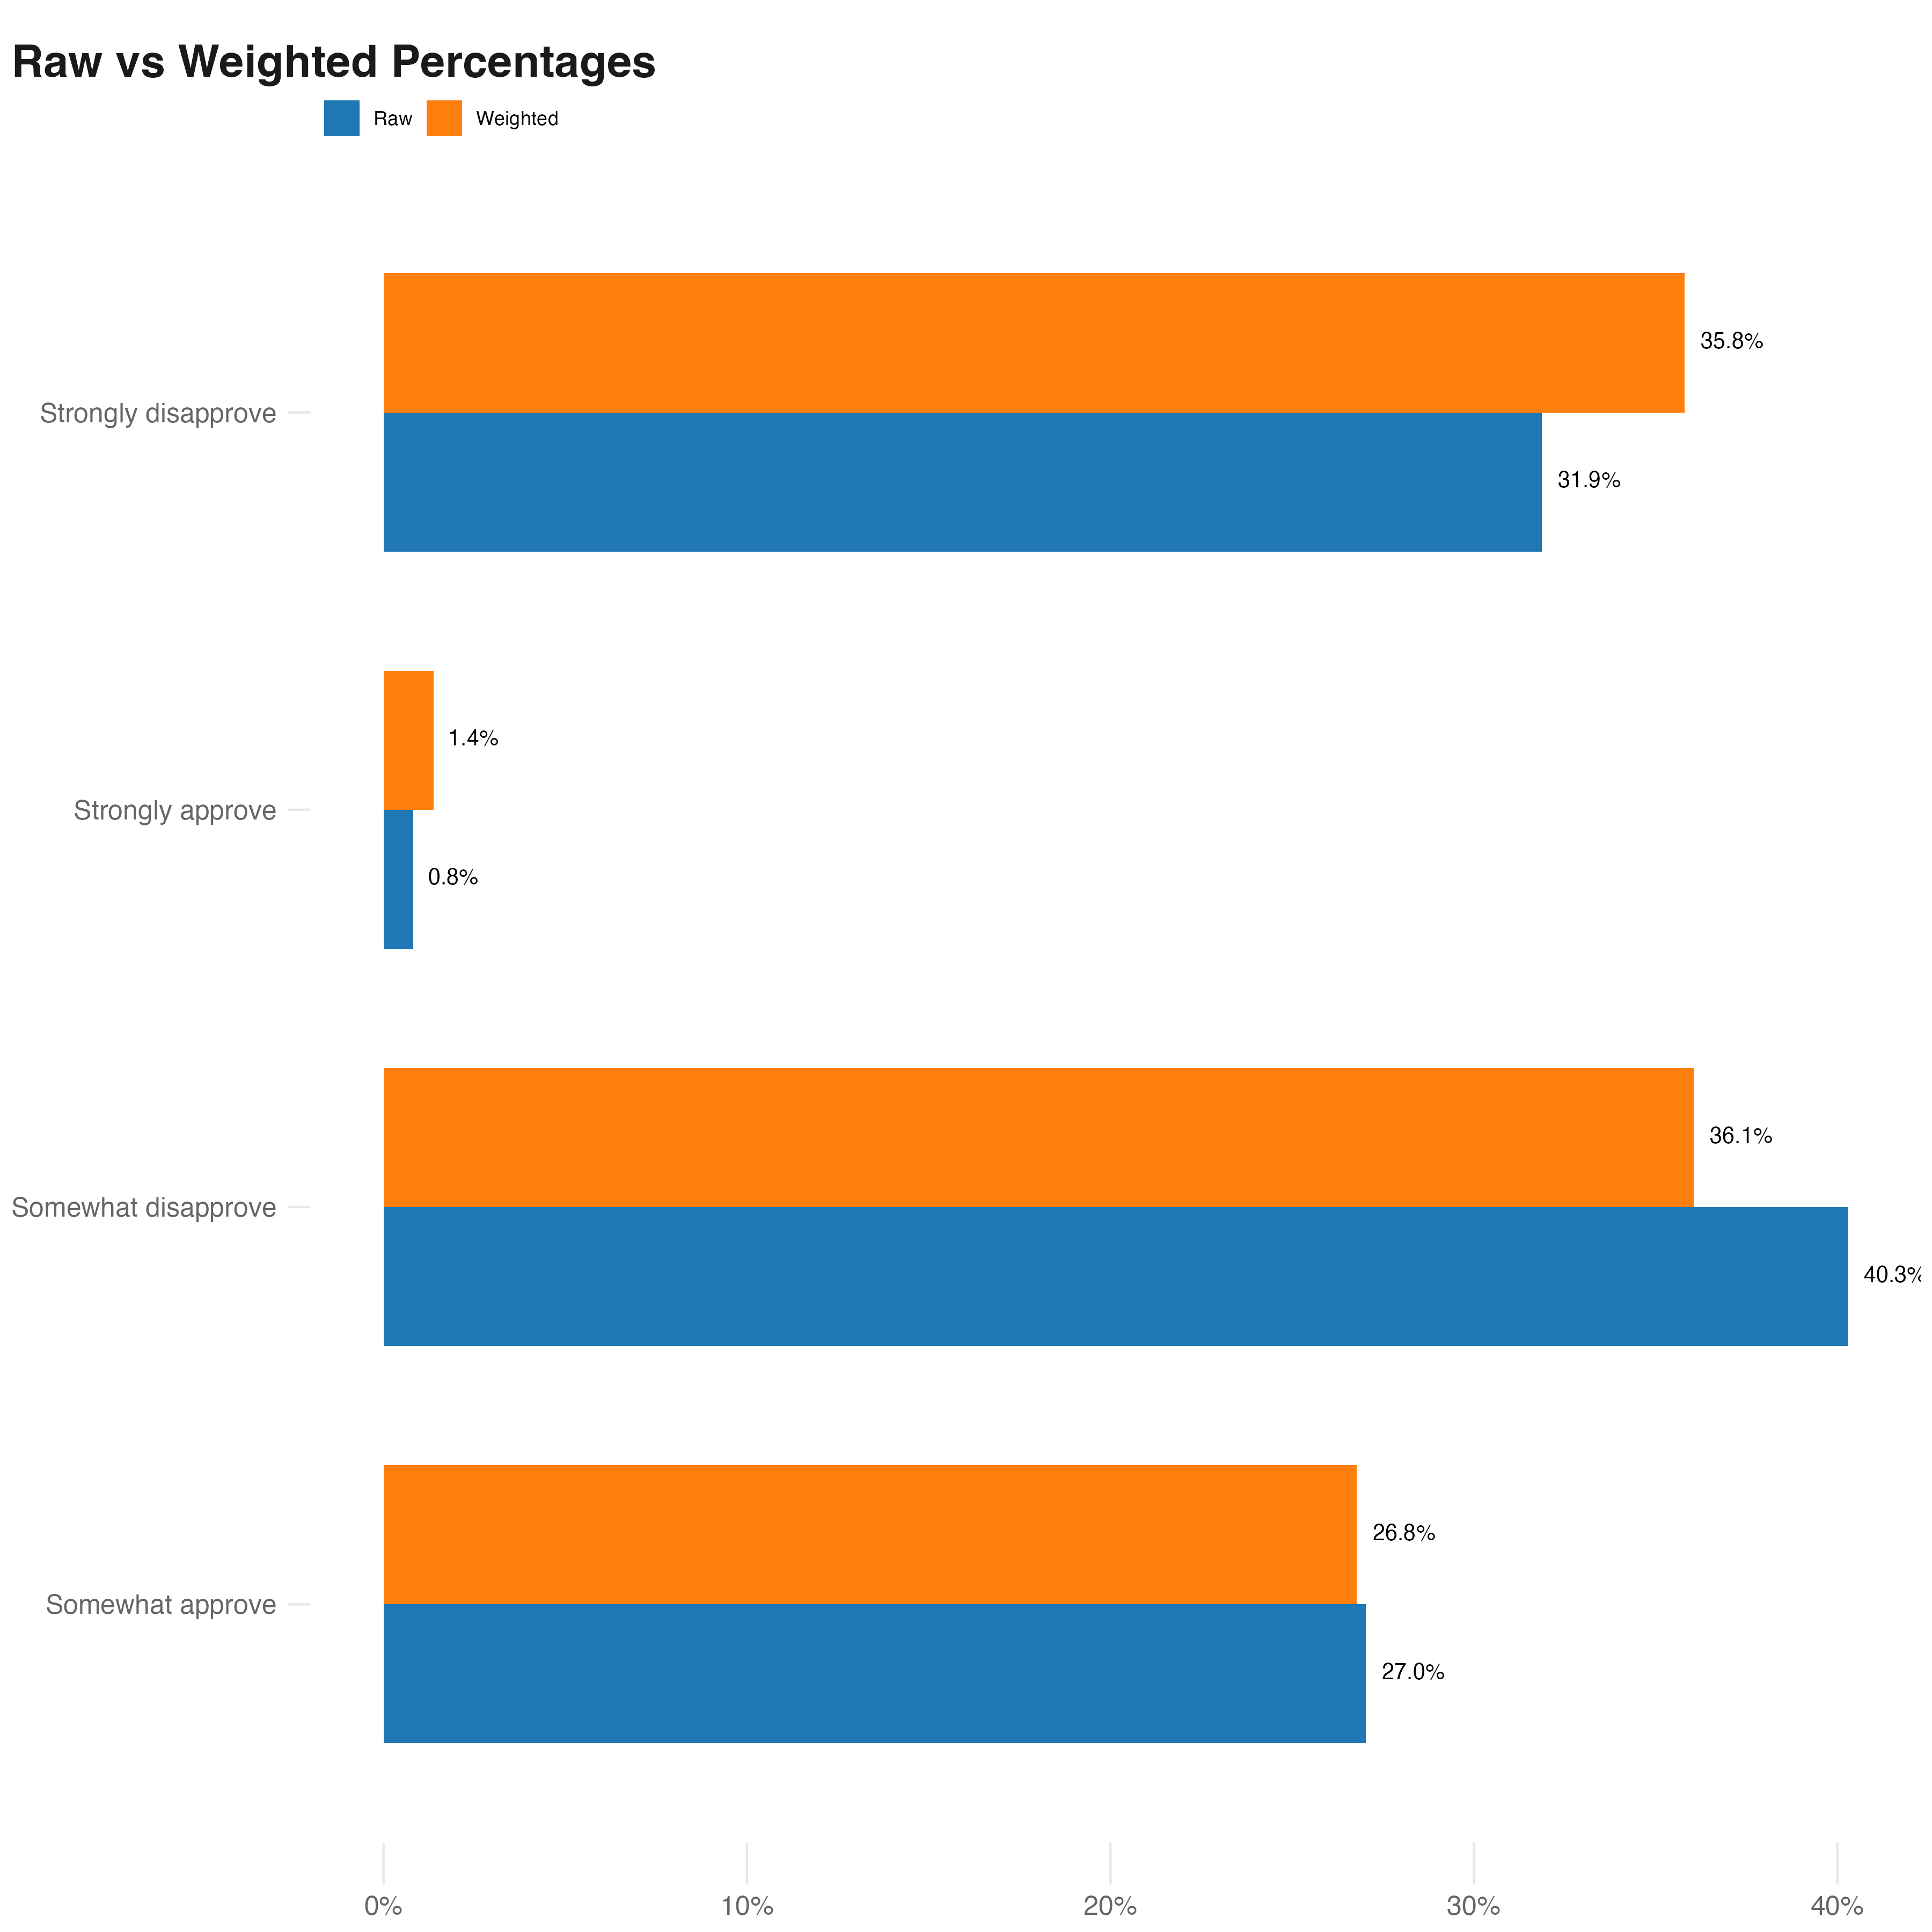 Raw vs Weighted Percentages
Raw Weighted
35.8%
Strongly disapprove
31.9%
1.4%
Strongly approve
0.8%
36.1%
Somewhat disapprove
40.3%
26.8%
Somewhat approve
27.0%
0% 10% 20% 30% 40%